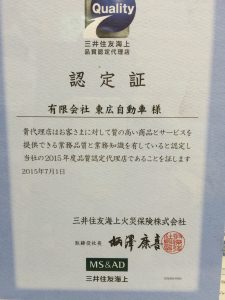 Quality
三井住友海上
品質認定代理店
認定証
有限会社 東広自動車 様
貴代理店はお客さまに対して質の高い商品とサービスを
提供できる業務品質と業務知識を有していると認定し
当社の2015年度品質認定代理店であることを証します
2015年7月1日
三井住友海上火災保険株式会社
取締役社長 柄澤康喜
MS&AD
三井住友海上